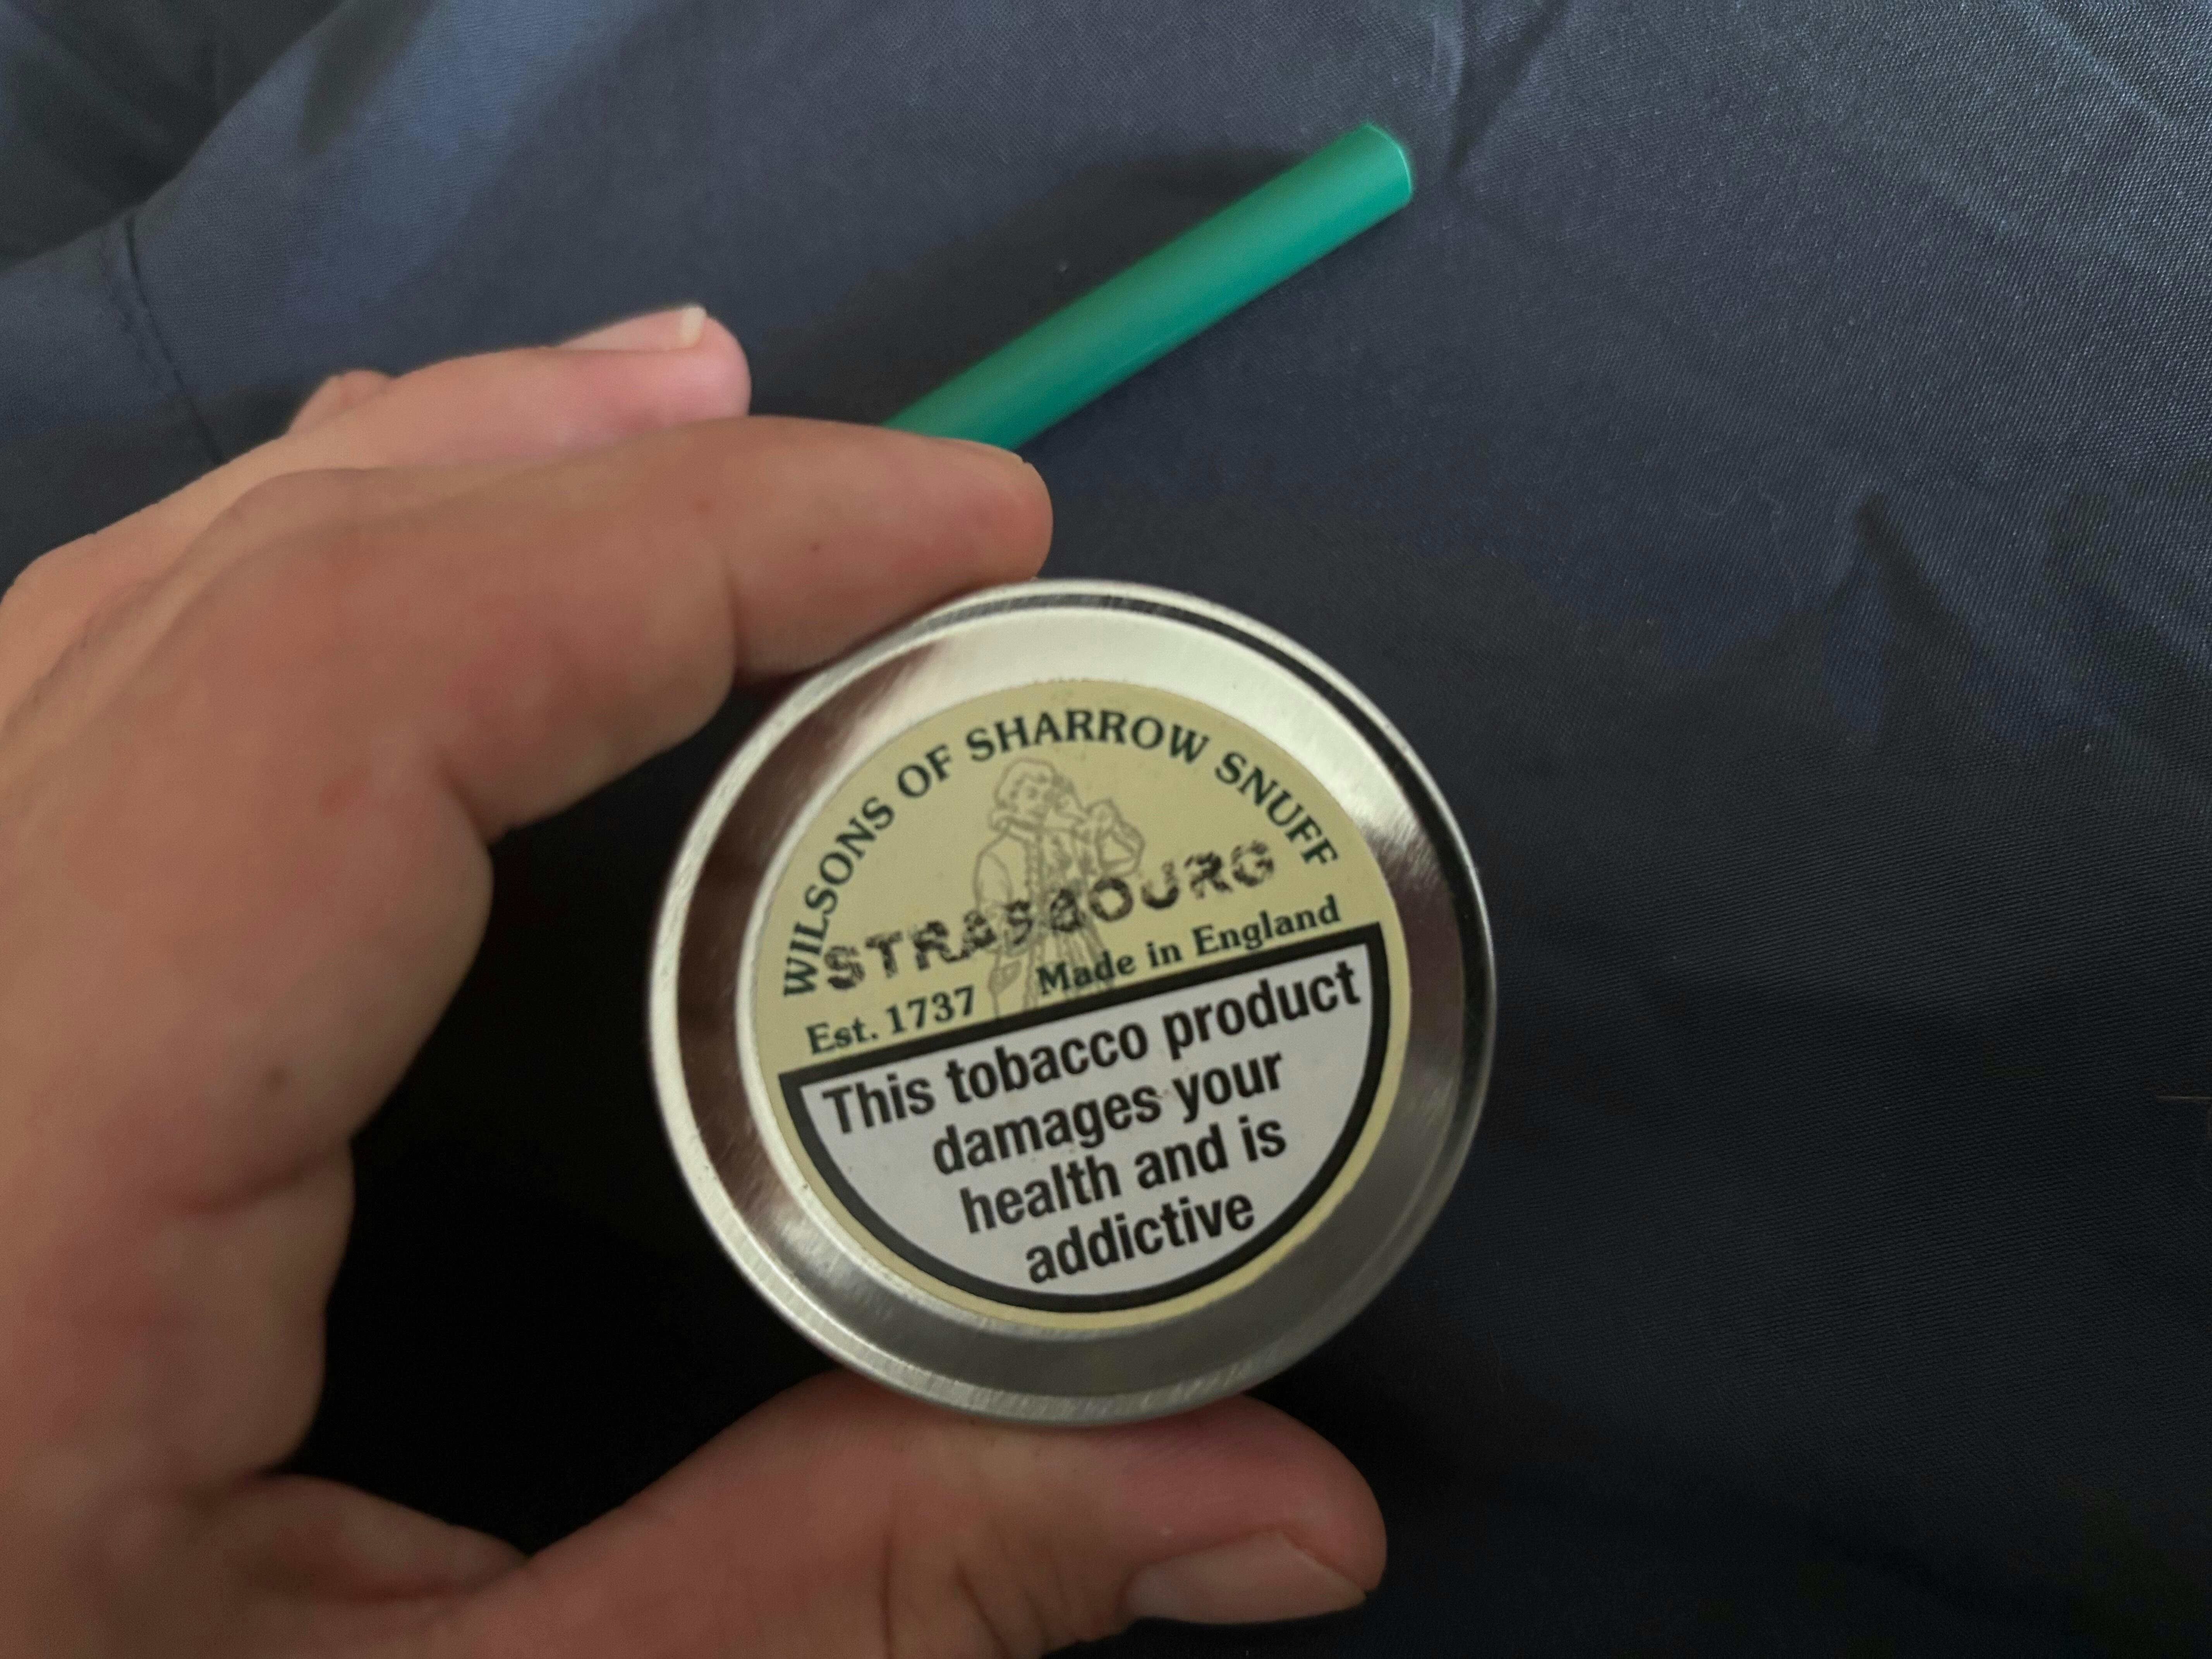 WILSONS OF SHARROW SNUFF
STRASBOURG
Est. 1737 Made in England
This tobacco product
damages your
health and is
addictive